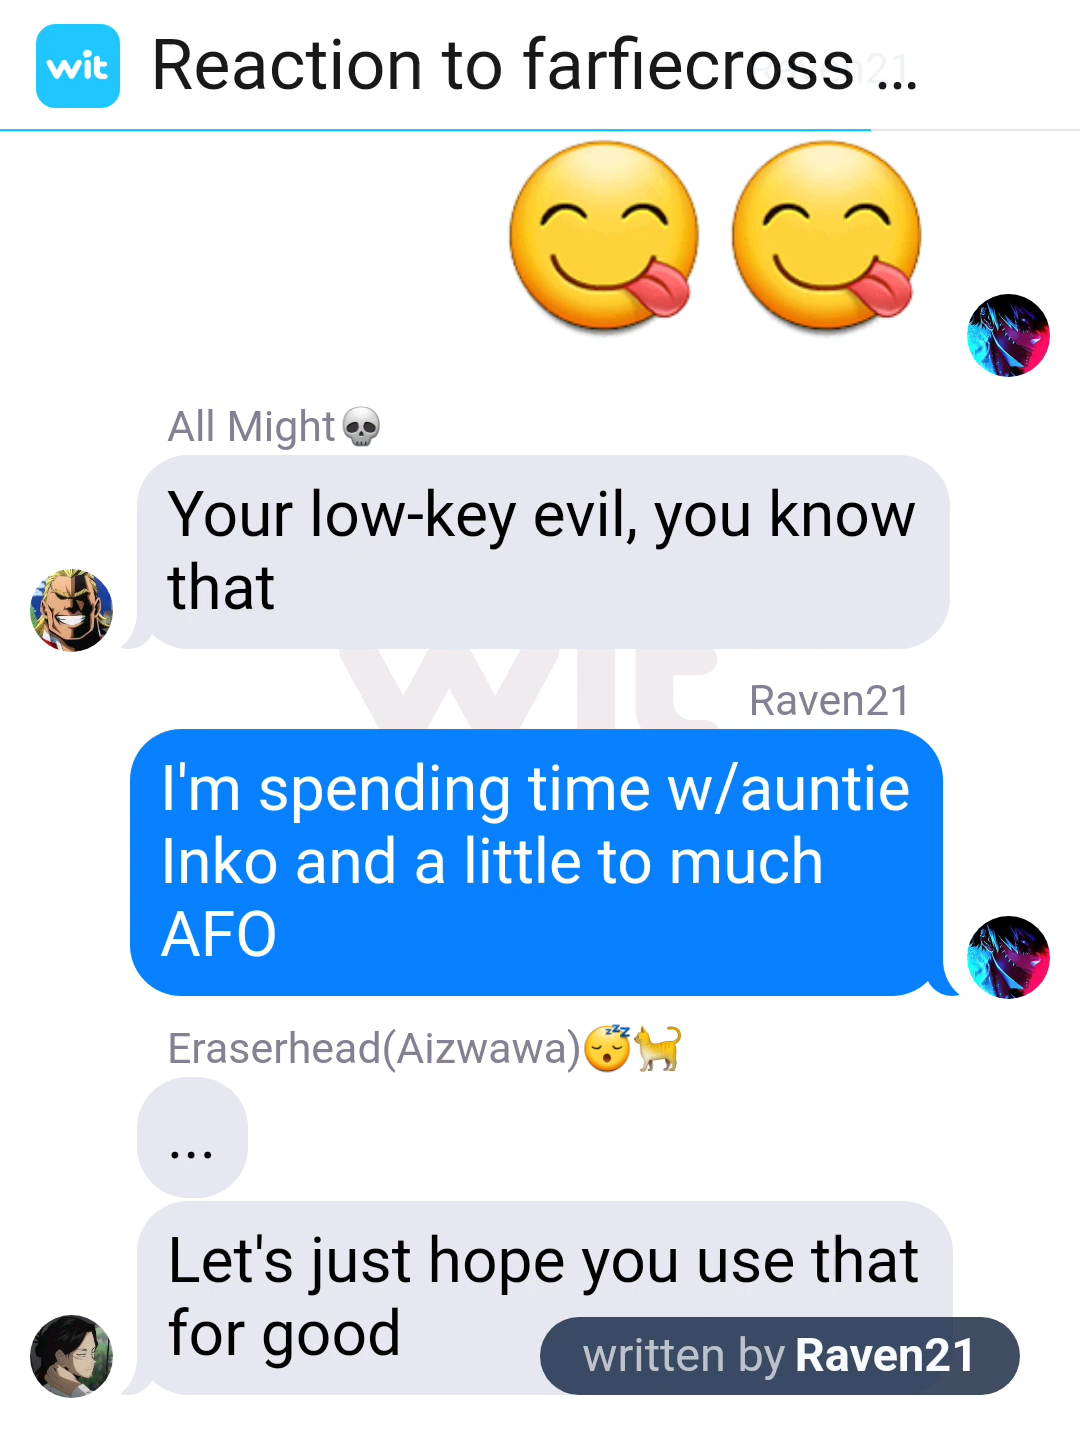 wit
Reaction to farfiecross ...
All Might💀
Your low-key evil, you know
that
wit
Raven21
I'm spending time w/auntie
Inko and a little to much
AFO
Eraserhead(Aizwawa)😴🐈
...
Let's just hope you use that
for good
written by Raven21